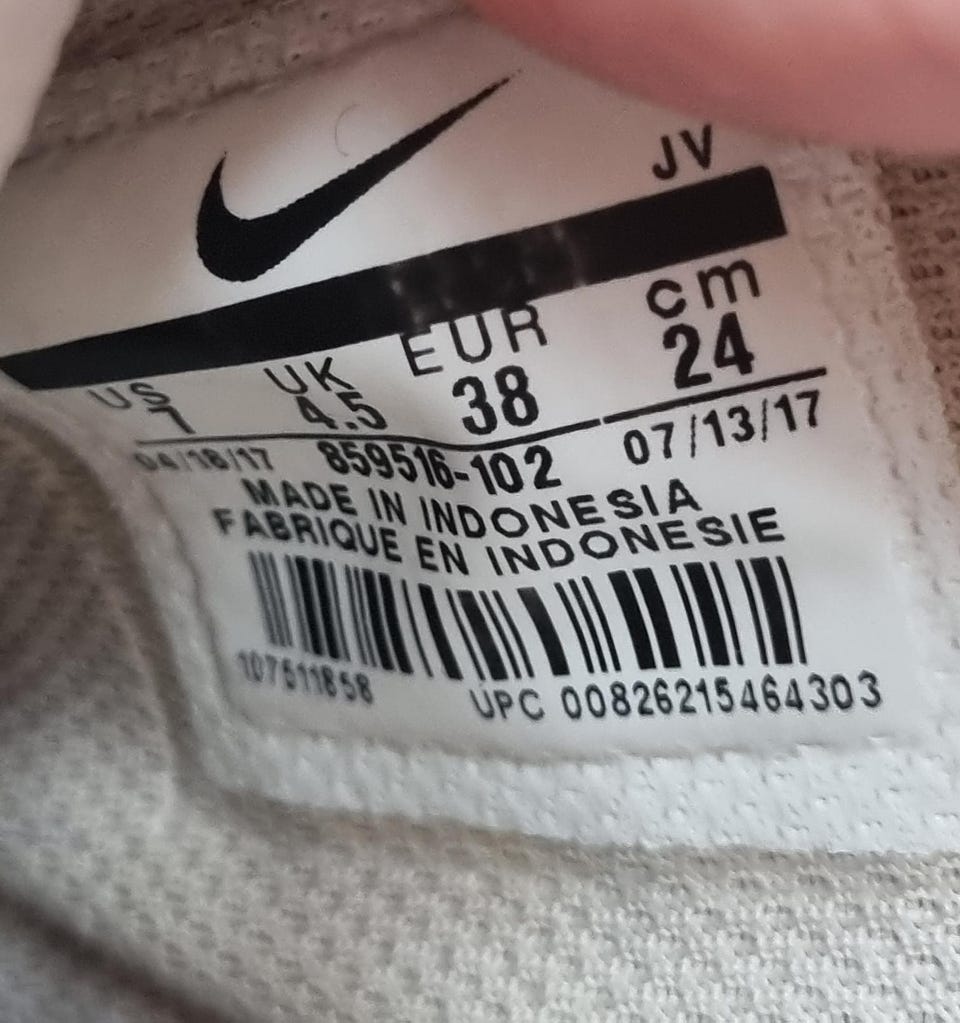 JV
US UK EUR cm
7 4.5 38 24
04/18/17 859516-102 07/13/17
MADE IN INDONESIA
FABRIQUE EN INDONESIE
107511858
UPC 00826215464303